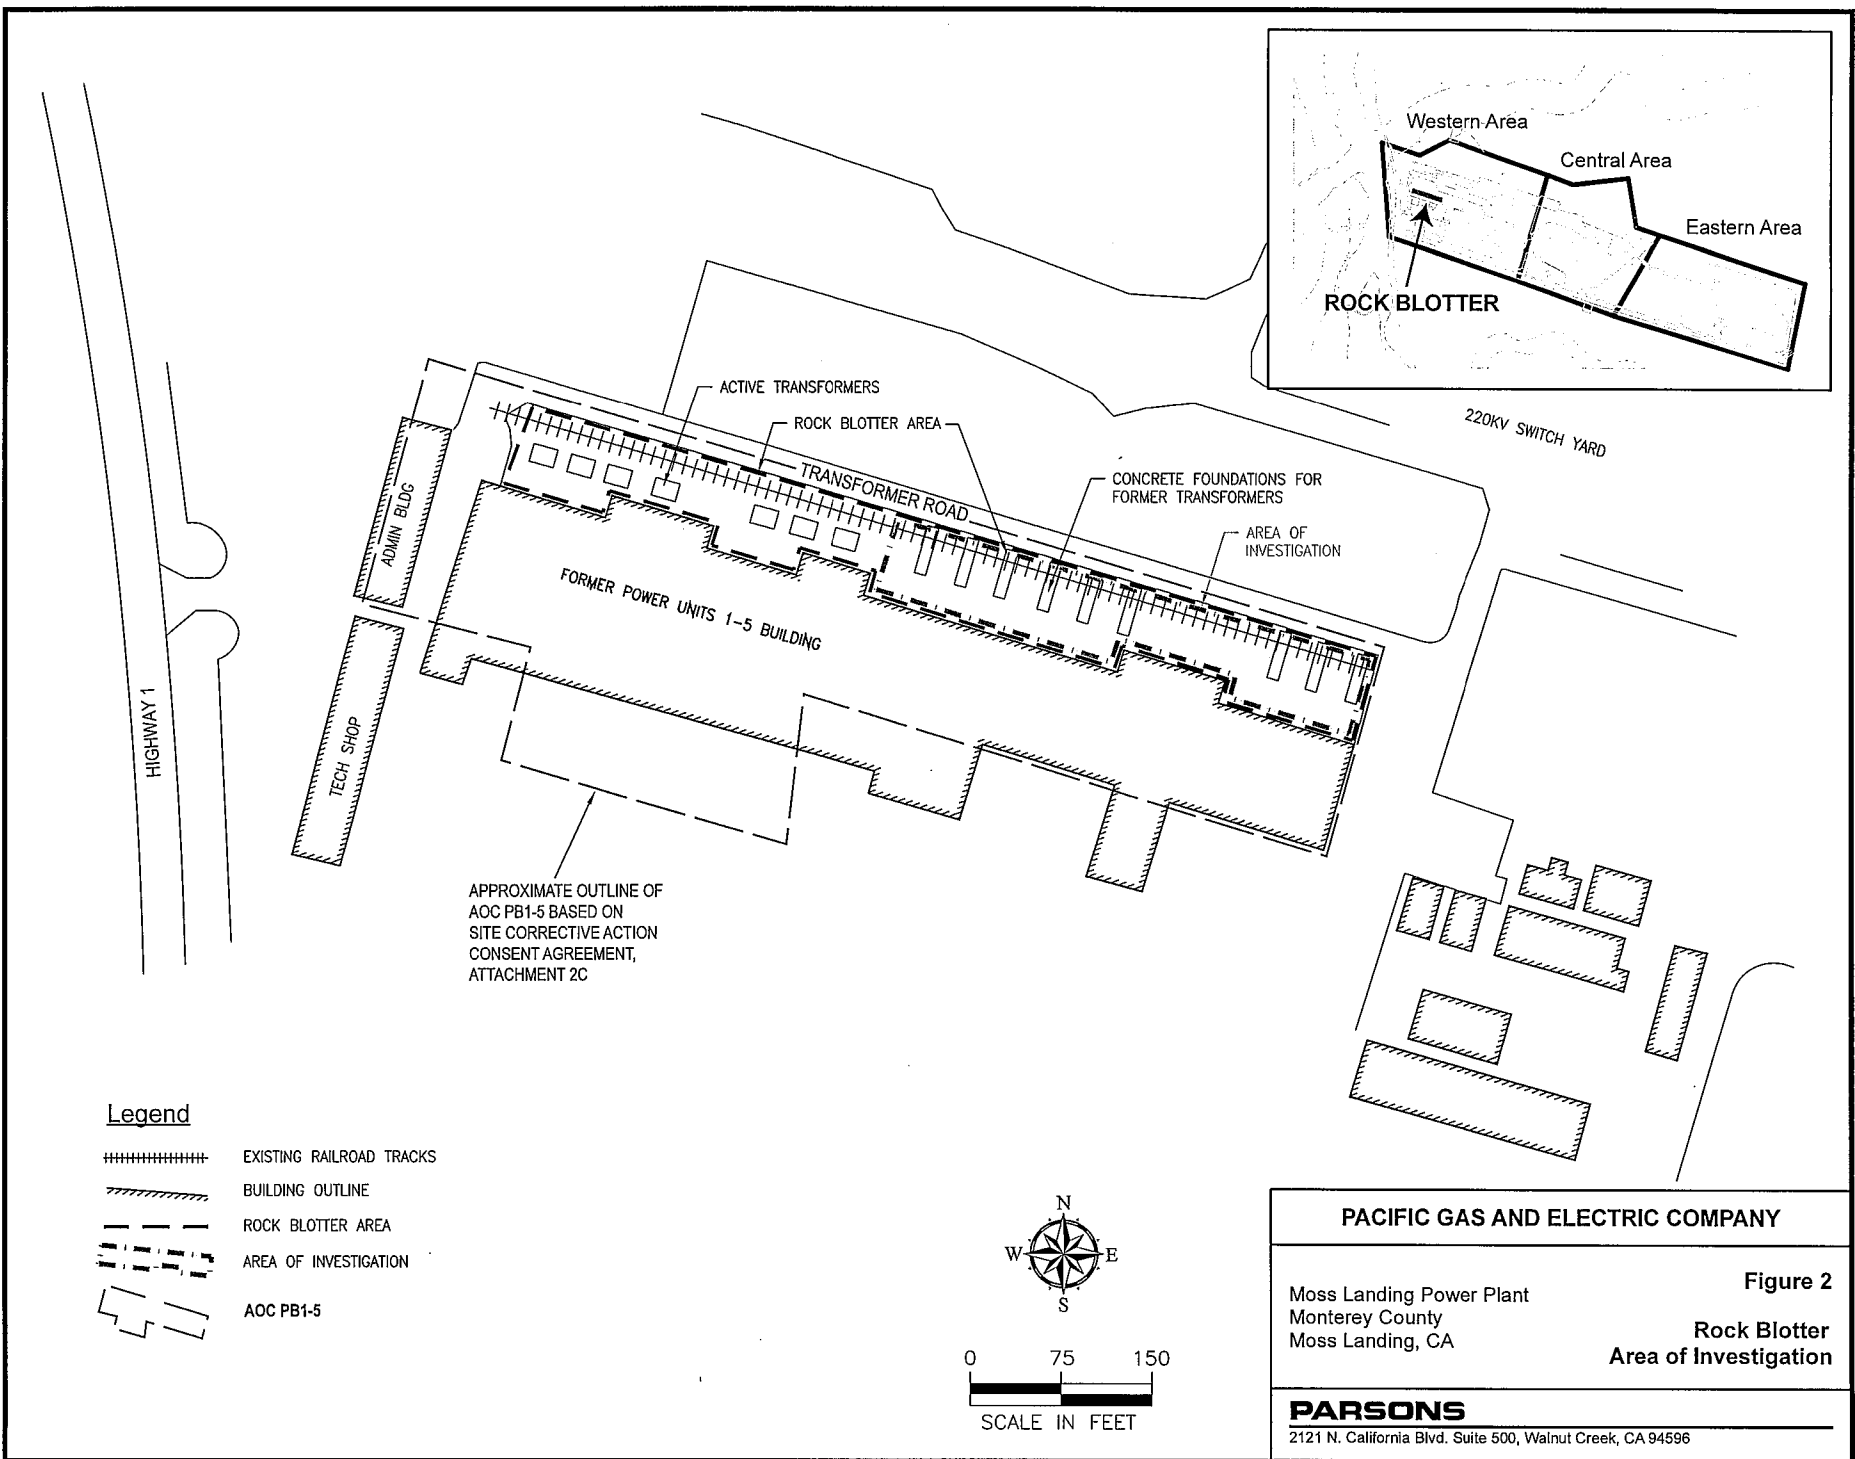 Western Area
Central Area
Eastern Area
ROCK BLOTTER
220KV SWITCH YARD
ACTIVE TRANSFORMERS
ROCK BLOTTER AREA
TRANSFORMER ROAD
CONCRETE FOUNDATIONS FOR
FORMER TRANSFORMERS
AREA OF
INVESTIGATION
ADMIN BLDG
FORMER POWER UNITS 1-5 BUILDING
HIGHWAY 1
TECH SHOP
APPROXIMATE OUTLINE OF
AOC PB1-5 BASED ON
SITE CORRECTIVE ACTION
CONSENT AGREEMENT,
ATTACHMENT 2C
Legend
EXISTING RAILROAD TRACKS
BUILDING OUTLINE
ROCK BLOTTER AREA
AREA OF INVESTIGATION
AOC PB1-5
N
W E
S
0 75 150
SCALE IN FEET
PACIFIC GAS AND ELECTRIC COMPANY
Moss Landing Power Plant
Monterey County
Moss Landing, CA
Figure 2
Rock Blotter
Area of Investigation
PARSONS
2121 N. California Blvd. Suite 500, Walnut Creek, CA 94596